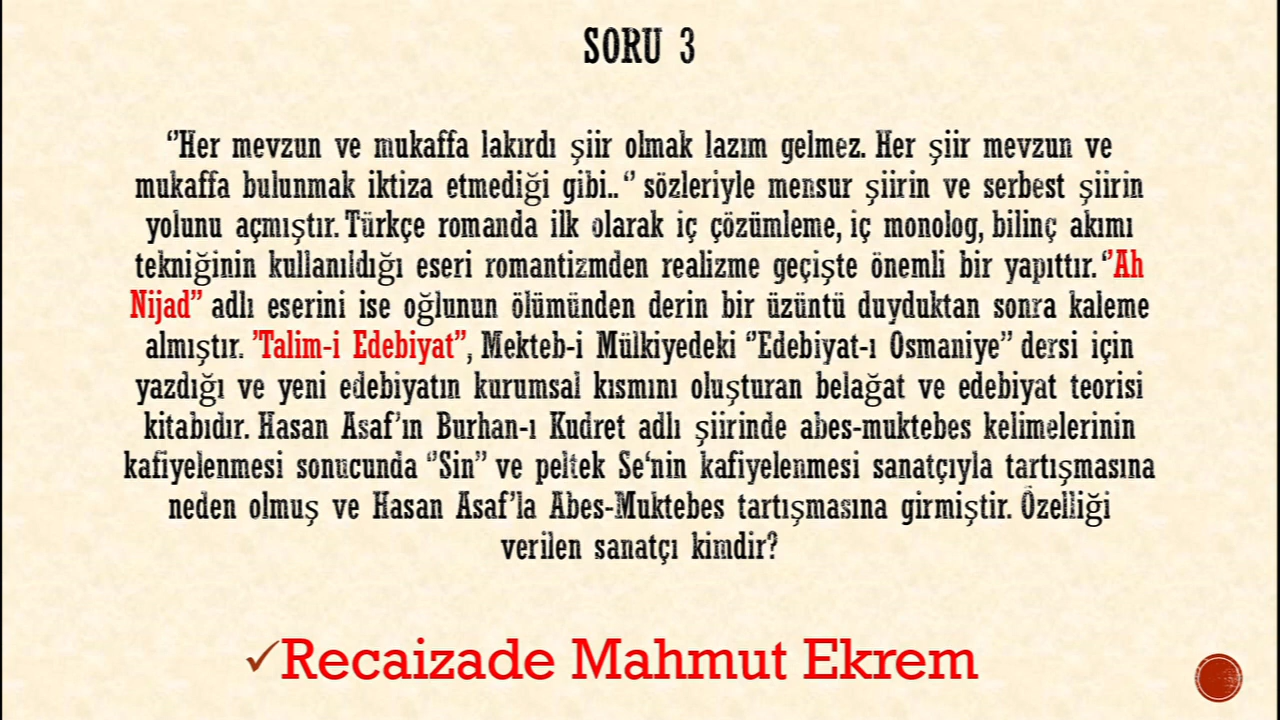 SORU 3
‘’Her mevzun ve mukaffa lakırdı şiir olmak lazım gelmez. Her şiir mevzun ve
mukaffa bulunmak iktiza etmediği gibi.. ‘’ sözleriyle mensur şiirin ve serbest şiirin
yolunu açmıştır. Türkçe romanda ilk olarak iç çözümleme, iç monolog, bilinç akımı
tekniğinin kullanıldığı eseri romantizmden realizme geçişte önemli bir yapıttır. ‘’Ah
Nijad’’ adlı eserini ise oğlunun ölümünden derin bir üzüntü duyduktan sonra kaleme
almıştır. ’Talim-i Edebiyat’’, Mekteb-i Mülkiyedeki ‘’Edebiyat-ı Osmaniye’’ dersi için
yazdığı ve yeni edebiyatın kurumsal kısmını oluşturan belağat ve edebiyat teorisi
kitabıdır. Hasan Asaf’ın Burhan-ı Kudret adlı şiirinde abes-muktebes kelimelerinin
kafiyelenmesi sonucunda ‘’Sin’’ ve peltek Se‘nin kafiyelenmesi sanatçıyla tartışmasına
neden olmuş ve Hasan Asaf’la Abes-Muktebes tartışmasına girmiştir. Özelliği
verilen sanatçı kimdir?
✓Recaizade Mahmut Ekrem